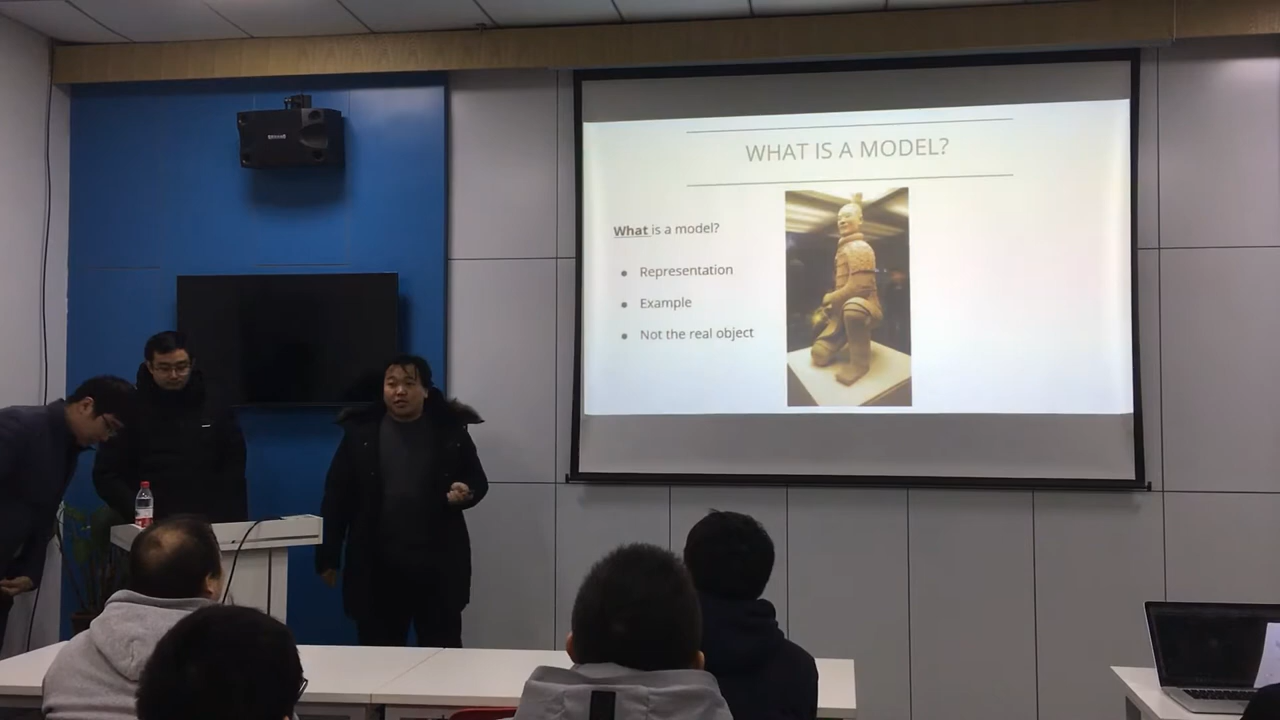 WHAT IS A MODEL?
What is a model?
● Representation
● Example
● Not the real object